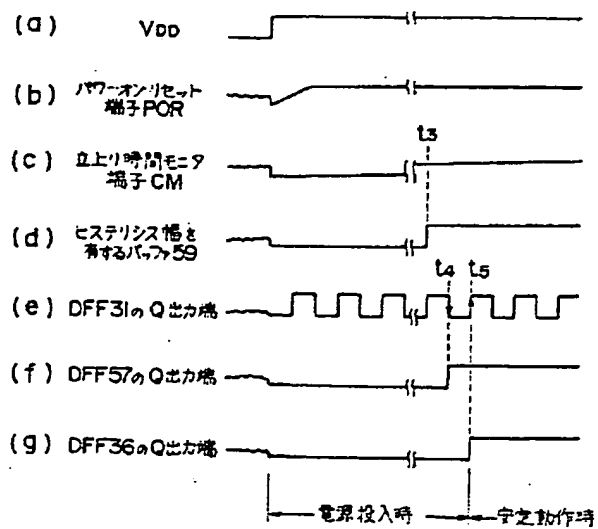 (a) VDD
(b) パワーオンリセット
端子POR
t3
(c) 立上り時間モニタ
端子CM
(d) ヒステリシス幅を
有するバッファ59
t4 t5
(e) DFF31のQ出力端
(f) DFF57のQ出力端
(g) DFF36のQ出力端
電源投入時 安定動作時